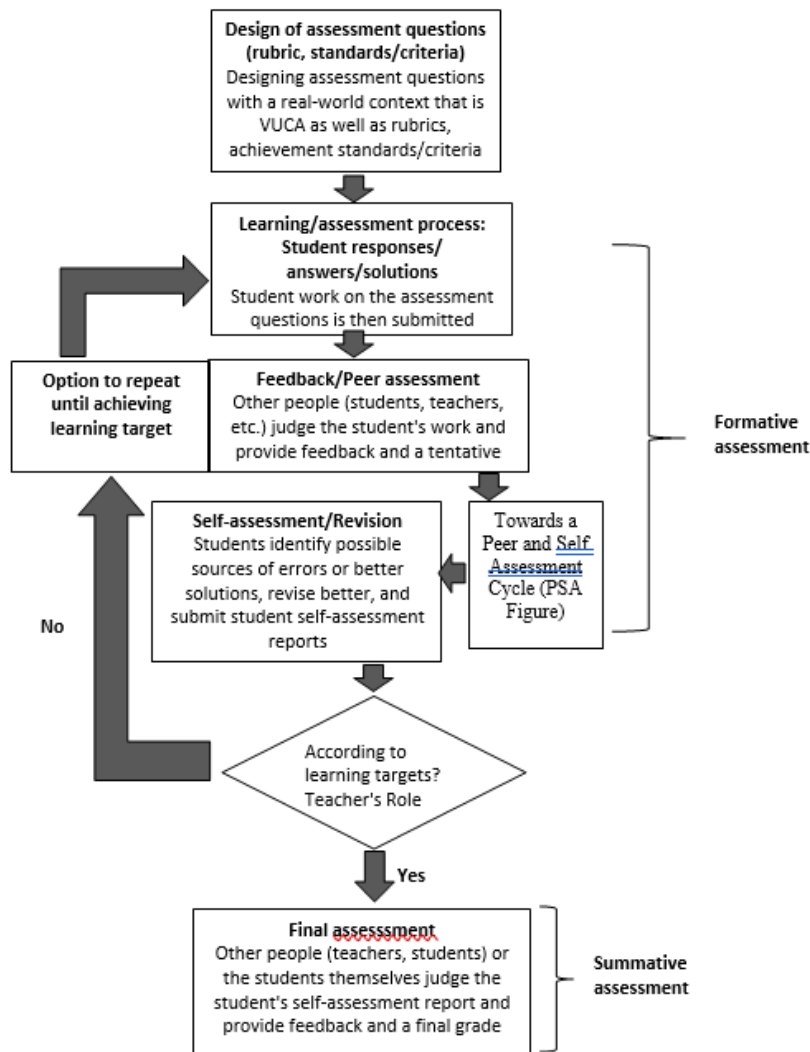 Design of assessment questions
(rubric, standards/criteria)
Designing assessment questions
with a real-world context that is
VUCA as well as rubrics,
achievement standards/criteria
Learning/assessment process:
Student responses/
answers/solutions
Student work on the assessment
questions is then submitted
Option to repeat
until achieving
learning target
Feedback/Peer assessment
Other people (students, teachers,
etc.) judge the student's work and
provide feedback and a tentative
Formative
assessment
Self-assessment/Revision
Students identify possible
sources of errors or better
solutions, revise better, and
submit student self-assessment
reports
Towards a
Peer and Self
Assessment
Cycle (PSA
Figure)
No
According to
learning targets?
Teacher's Role
Yes
Final assesssment
Other people (teachers, students) or
the students themselves judge the
student's self-assessment report and
provide feedback and a final grade
Summative
assessment